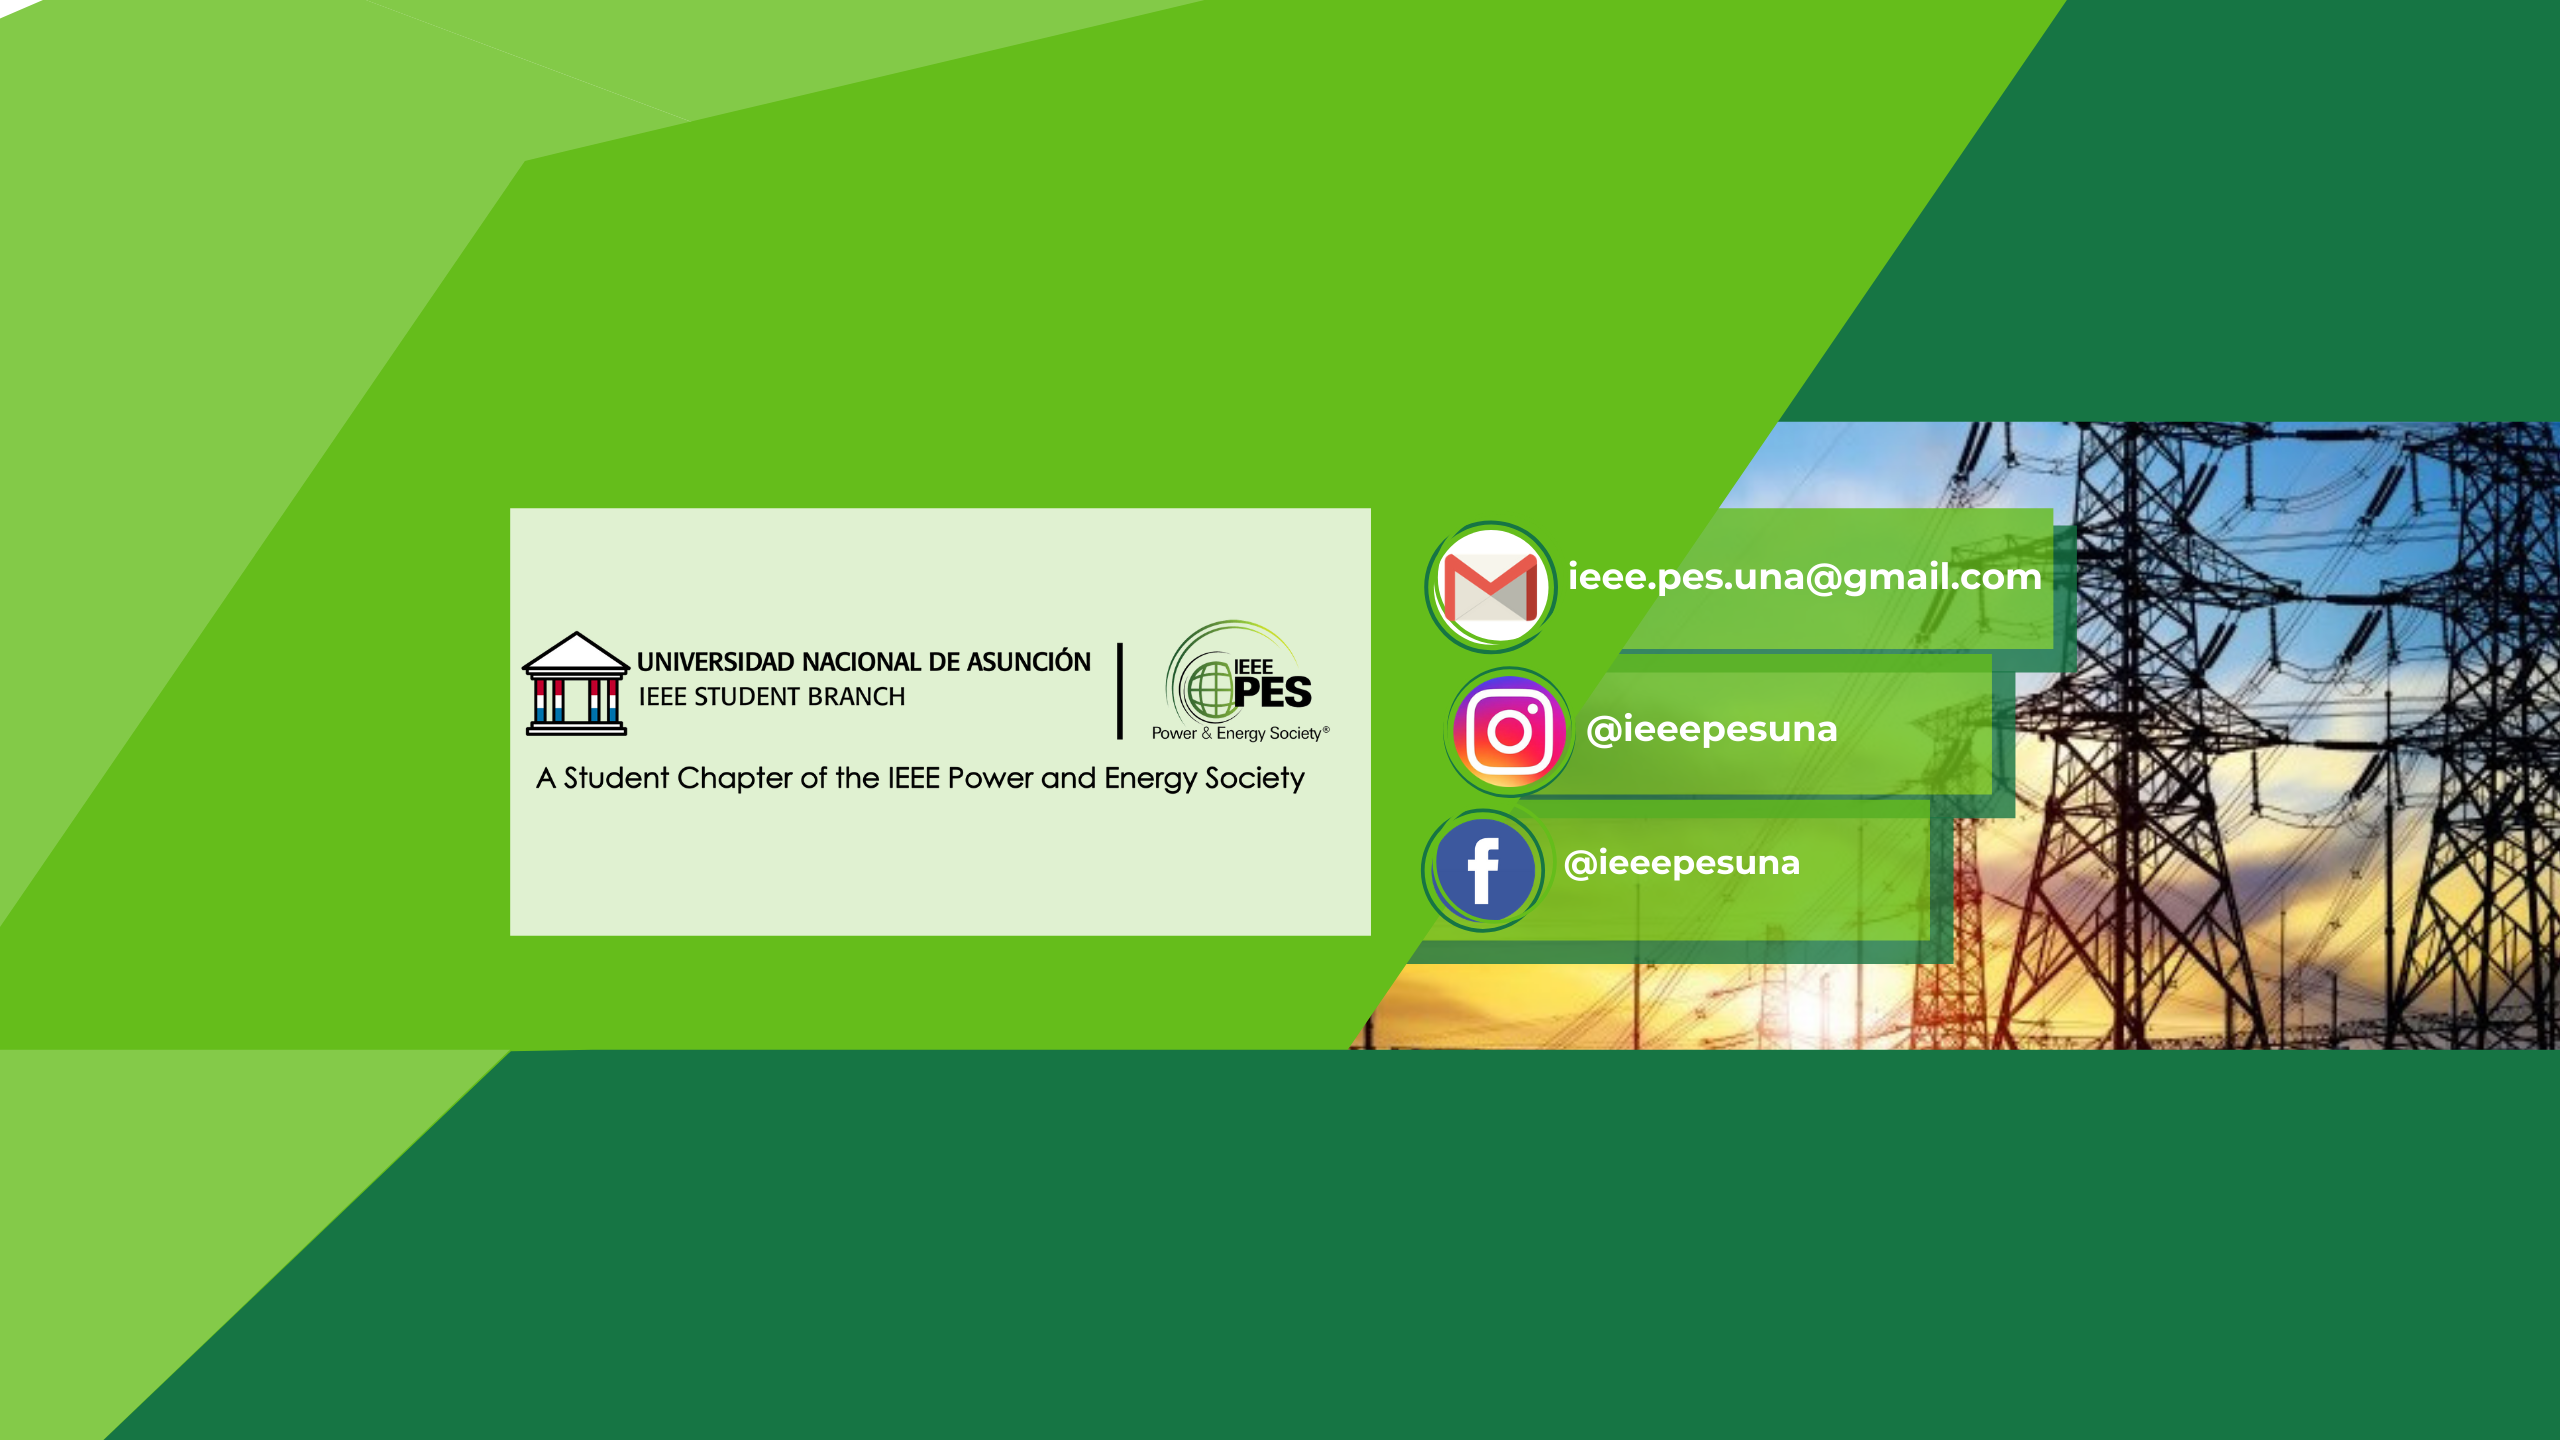 UNIVERSIDAD NACIONAL DE ASUNCIÓN
IEEE STUDENT BRANCH
IEEE
PES
Power & Energy Society®
A Student Chapter of the IEEE Power and Energy Society
ieee.pes.una@gmail.com
@ieeepesuna
@ieeepesuna